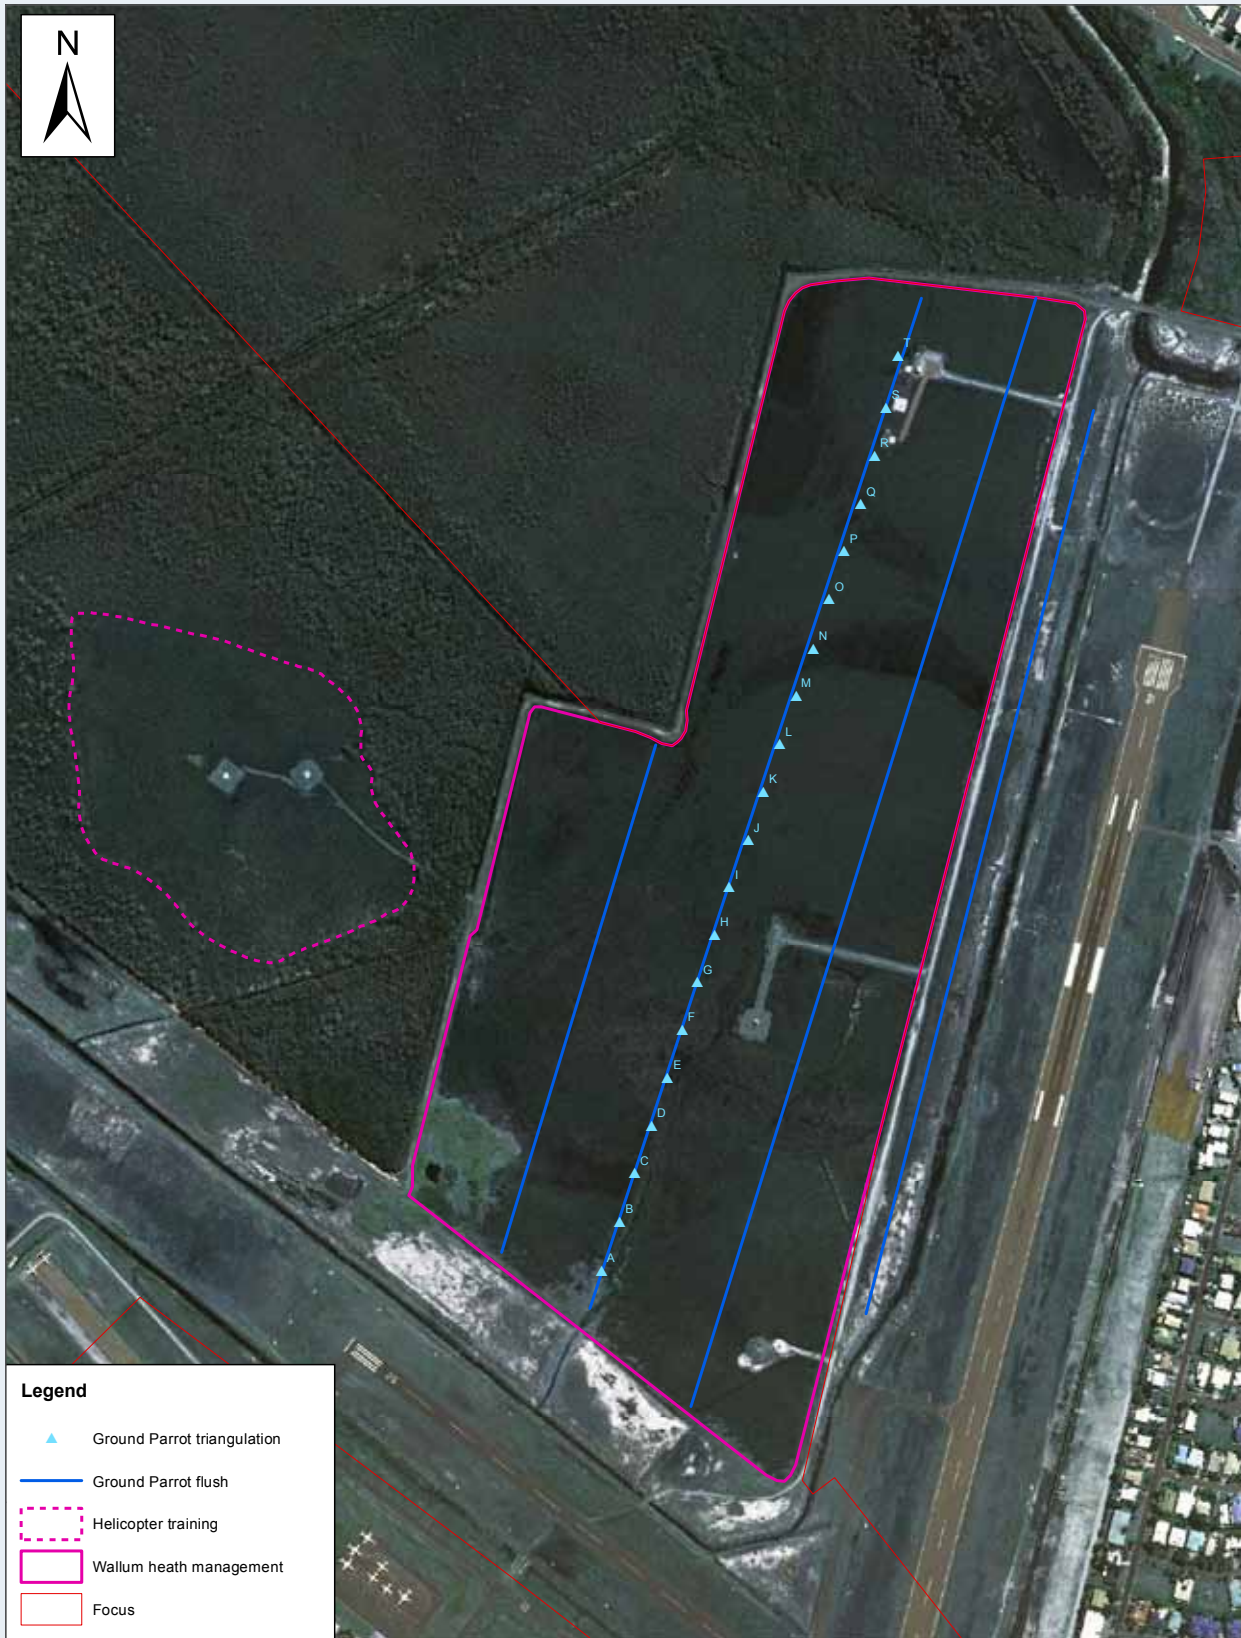 N
T
S
R
Q
P
O
N
M
L
K
J
I
H
G
F
E
D
C
B
A
Legend
Ground Parrot triangulation
Ground Parrot flush
Helicopter training
Wallum heath management
Focus